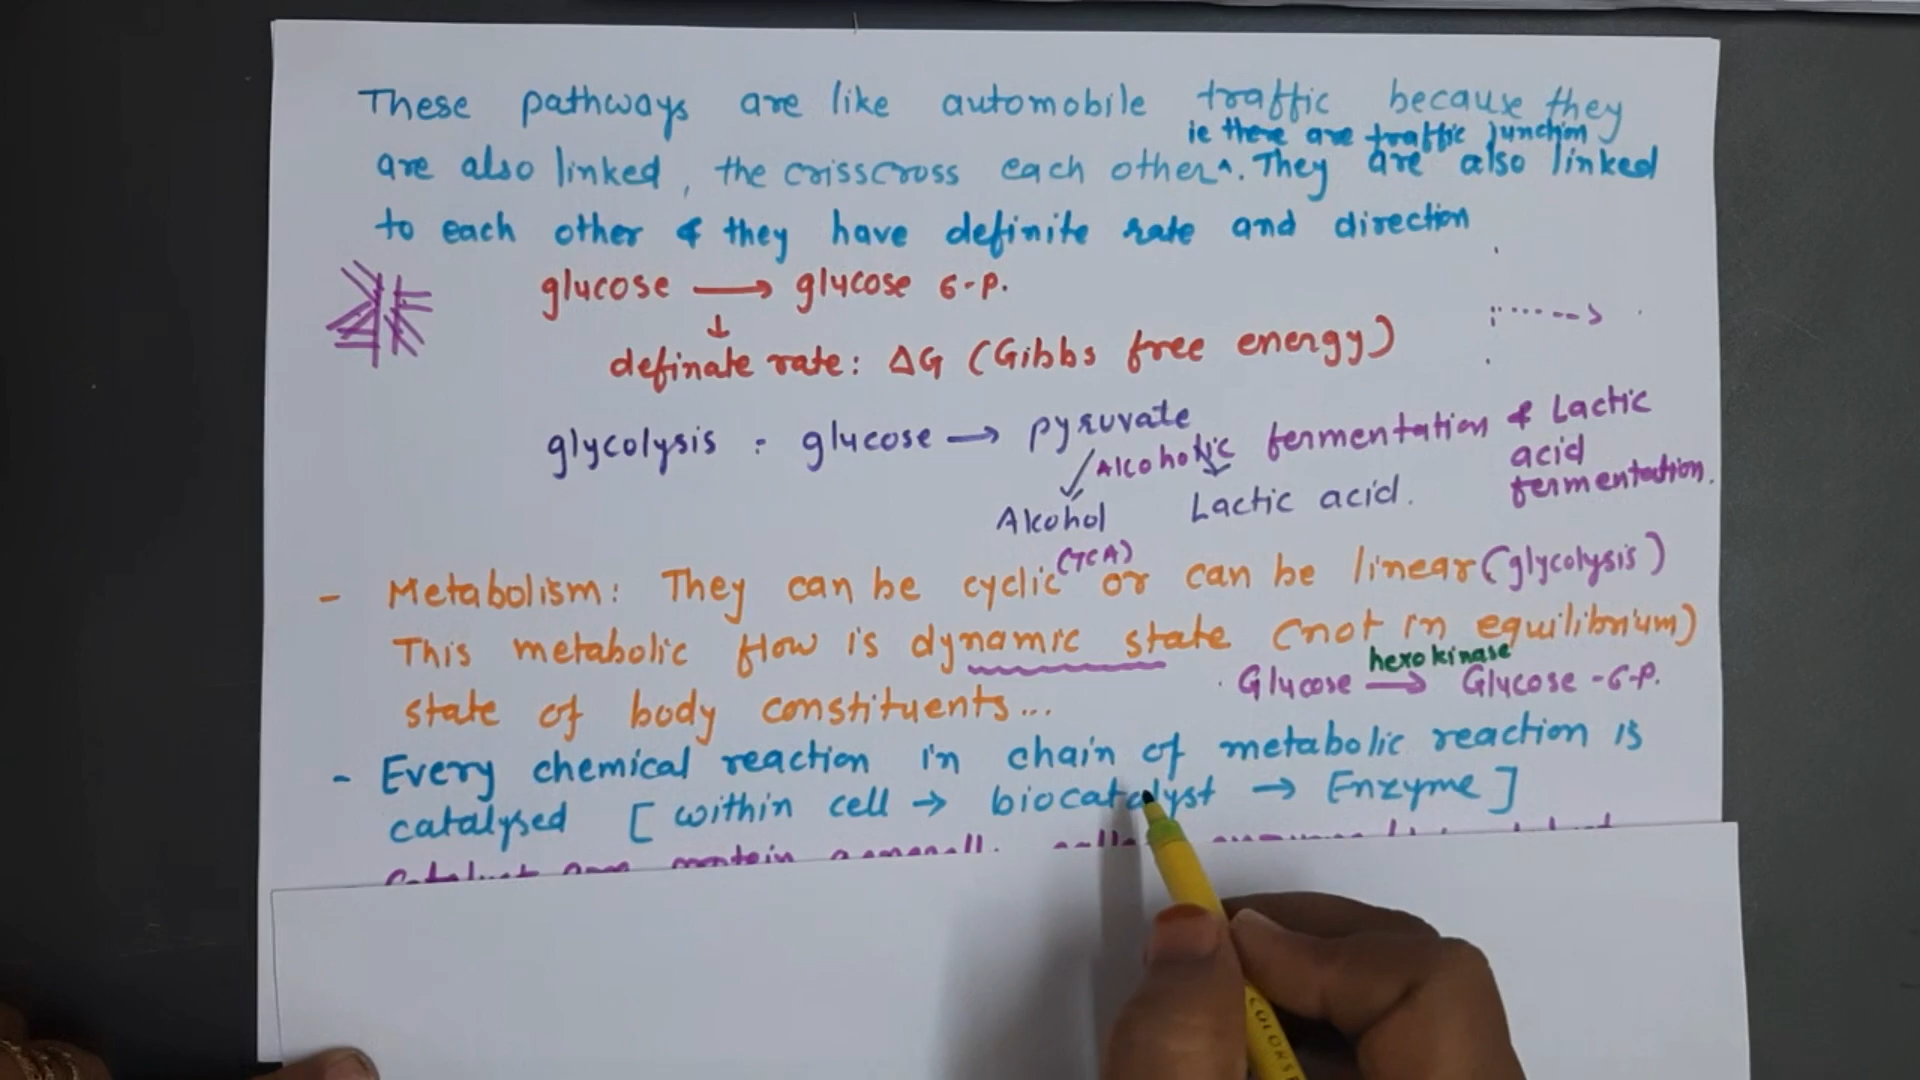 These pathways are like automobile traffic because they
ie there are traffic junction
are also linked, the crisscross each other^. They are also linked
to each other & they have definite rate and direction
glucose → glucose 6-P.
↓
definate rate: ΔG (Gibbs free energy)
glycolysis : glucose → pyruvate
Alcoholic fermentation & Lactic
acid
fermentation.
Alcohol Lactic acid.
(TCA)
- Metabolism: They can be cyclic or can be linear (glycolysis)
This metabolic flow is dynamic state (not in equilibrium)
hexokinase
Glucose → Glucose -6-P.
state of body constituents...
- Every chemical reaction in chain of metabolic reaction is
catalysed [within cell → biocatalyst → Enzyme]
COLORS